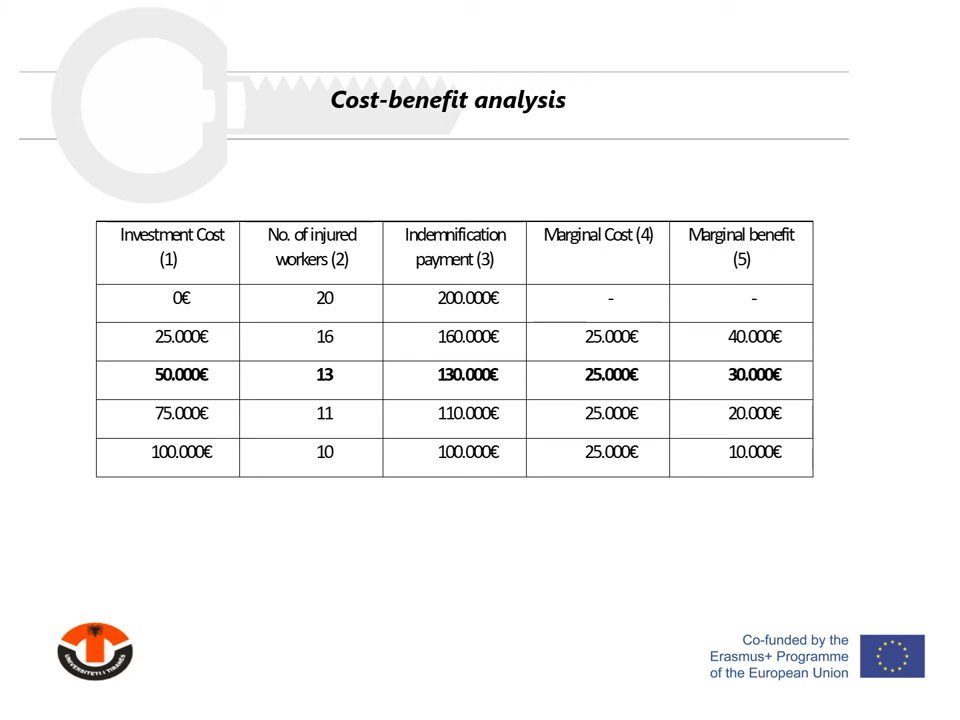 Cost-benefit analysis
Investment Cost (1) No. of injured workers (2) Indemnification payment (3) Marginal Cost (4) Marginal benefit (5)
0€ 20 200.000€ - -
25.000€ 16 160.000€ 25.000€ 40.000€
50.000€ 13 130.000€ 25.000€ 30.000€
75.000€ 11 110.000€ 25.000€ 20.000€
100.000€ 10 100.000€ 25.000€ 10.000€
UNIVERSITETI I TIRANËS
Co-funded by the
Erasmus+ Programme
of the European Union